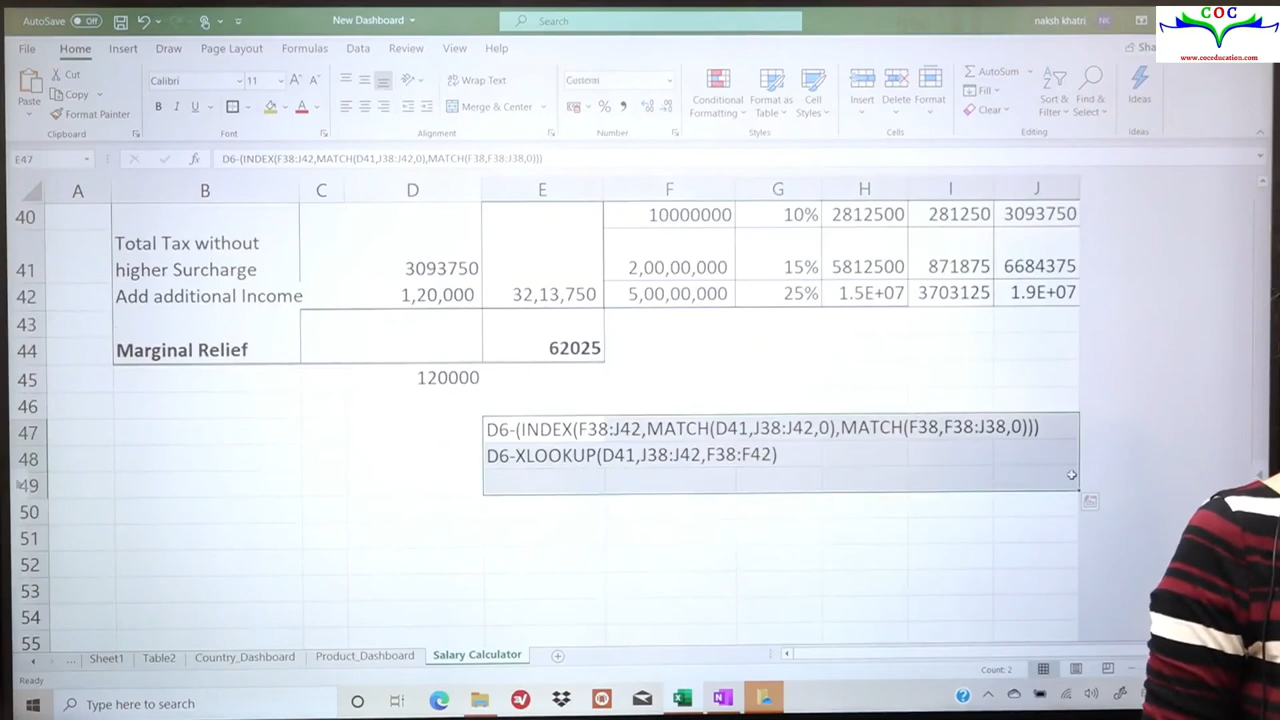 AutoSave Off
New Dashboard
Search
naksh khatri
NK
COC
www.coceducation.com
File Home Insert Draw Page Layout Formulas Data Review View Help
Sha
Paste
Cut
Copy
Format Painter
Clipboard
Calibri 11
B I U
Font
Wrap Text
Merge & Center
Alignment
Custom
Number
Conditional Formatting
Format as Table
Cell Styles
Styles
Insert Delete Format
Cells
AutoSum
Fill
Clear
Sort & Filter
Find & Select
Editing
Ideas
Ideas
E47
fx
D6-(INDEX(F38:J42,MATCH(D41,J38:J42,0),MATCH(F38,F38:J38,0)))
A B C D E F G H I J
40 10000000 10% 2812500 281250 3093750
Total Tax without
41 higher Surcharge 3093750 2,00,00,000 15% 5812500 871875 6684375
42 Add additional Income 1,20,000 32,13,750 5,00,00,000 25% 1.5E+07 3703125 1.9E+07
43
44 Marginal Relief 62025
45 120000
46
47 D6-(INDEX(F38:J42,MATCH(D41,J38:J42,0),MATCH(F38,F38:J38,0)))
48 D6-XLOOKUP(D41,J38:J42,F38:F42)
49
50
51
52
53
54
55
... Sheet1 Table2 Country_Dashboard Product_Dashboard Salary Calculator
Ready
Count: 2
Type here to search